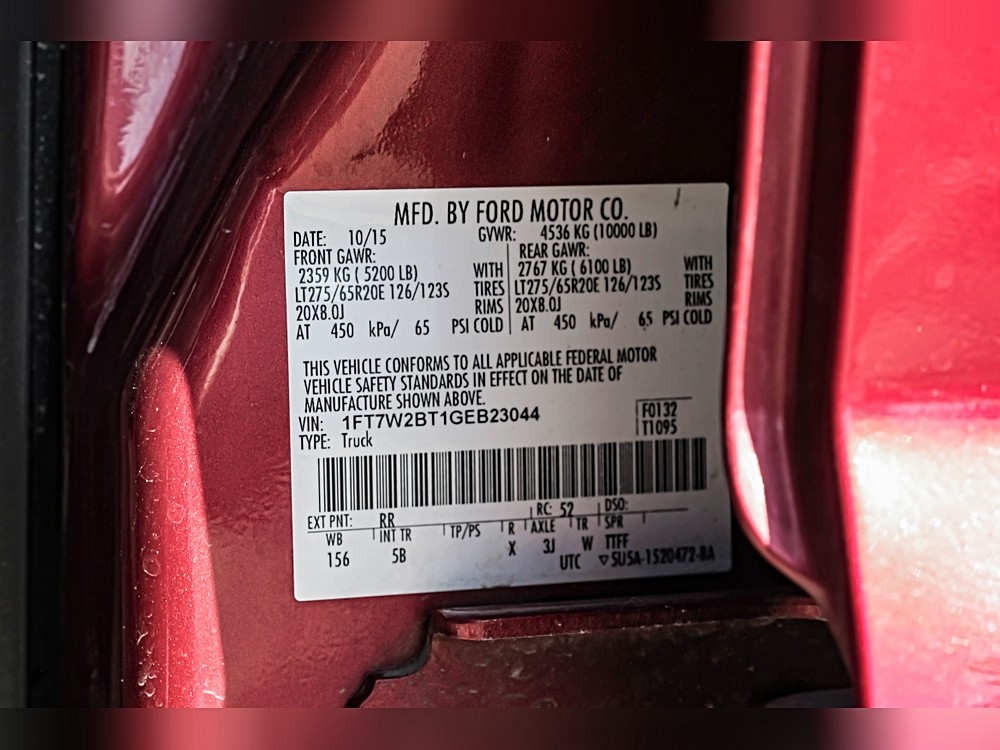 MFD. BY FORD MOTOR CO.
DATE: 10/15 GVWR: 4536 KG (10000 LB)
FRONT GAWR: REAR GAWR:
2359 KG ( 5200 LB) WITH 2767 KG ( 6100 LB) WITH
LT275/65R20E 126/123S TIRES LT275/65R20E 126/123S TIRES
20X8.0J RIMS 20X8.0J RIMS
AT 450 kPa/ 65 PSI COLD AT 450 kPa/ 65 PSI COLD
THIS VEHICLE CONFORMS TO ALL APPLICABLE FEDERAL MOTOR
VEHICLE SAFETY STANDARDS IN EFFECT ON THE DATE OF
MANUFACTURE SHOWN ABOVE.
VIN: 1FT7W2BT1GEB23044 F0132
TYPE: Truck T1095
EXT PNT: RR RC: 52 DSO:
WB INT TR TP/PS R AXLE TR SPR
156 5B X 3J W TTFF
UTC ▽5U5A-1520472-BA